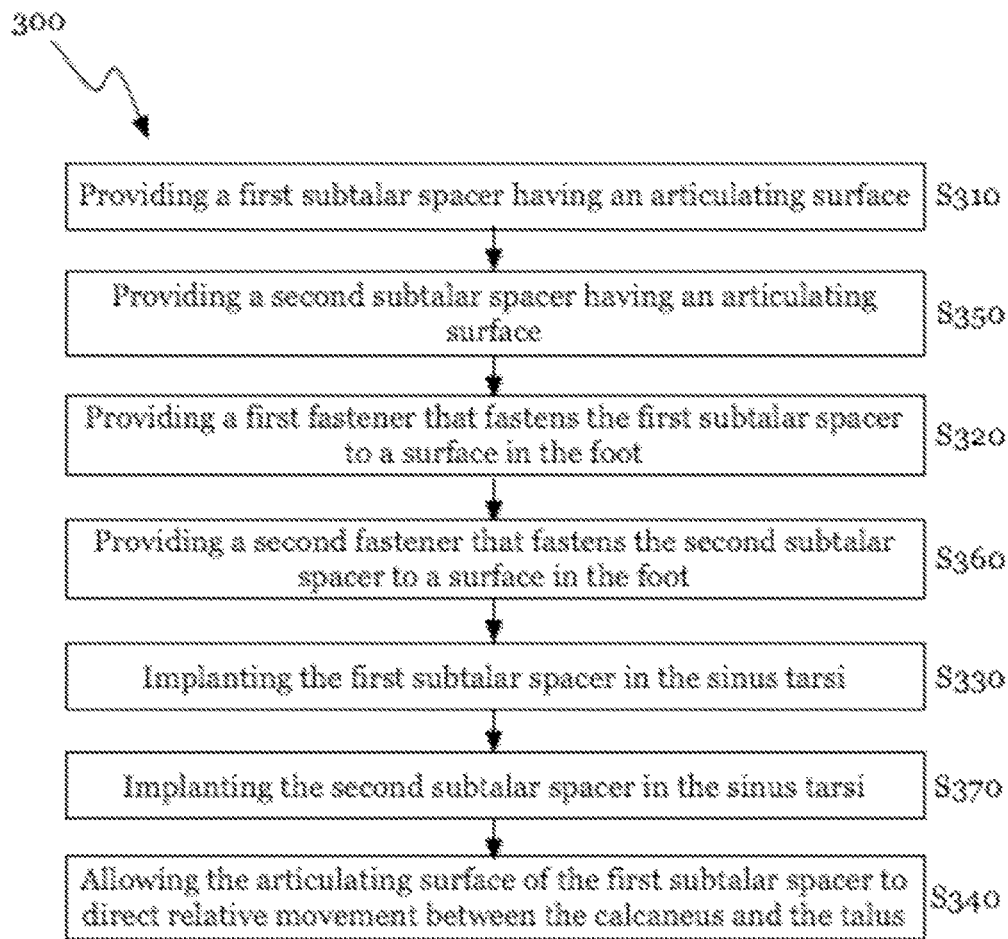 300
Providing a first subtalar spacer having an articulating surface S310
Providing a second subtalar spacer having an articulating
surface S350
Providing a first fastener that fastens the first subtalar spacer
to a surface in the foot S320
Providing a second fastener that fastens the second subtalar
spacer to a surface in the foot S360
Implanting the first subtalar spacer in the sinus tarsi S330
Implanting the second subtalar spacer in the sinus tarsi S370
Allowing the articulating surface of the first subtalar spacer to
direct relative movement between the calcaneus and the talus S340